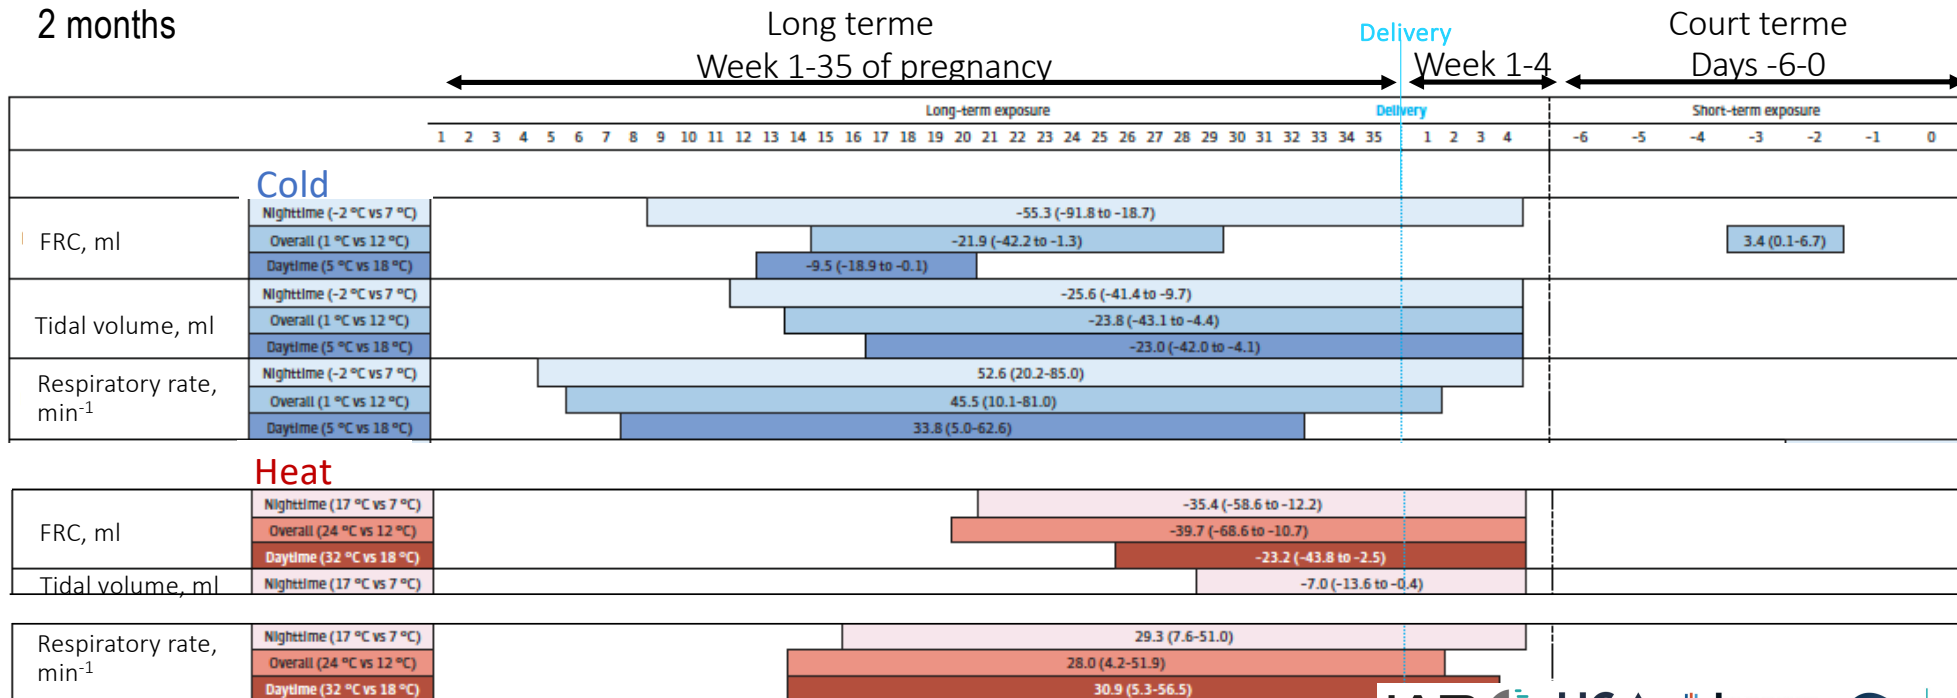 2 months
Long terme
Week 1-35 of pregnancy
Delivery
Week 1-4
Court terme
Days -6-0
Long-term exposure Delivery Short-term exposure
1 2 3 4 5 6 7 8 9 10 11 12 13 14 15 16 17 18 19 20 21 22 23 24 25 26 27 28 29 30 31 32 33 34 35 1 2 3 4 -6 -5 -4 -3 -2 -1 0
Cold
FRC, ml
Nighttime (-2 °C vs 7 °C) -55.3 (-91.8 to -18.7)
Overall (1 °C vs 12 °C) -21.9 (-42.2 to -1.3) 3.4 (0.1-6.7)
Daytime (5 °C vs 18 °C) -9.5 (-18.9 to -0.1)
Tidal volume, ml
Nighttime (-2 °C vs 7 °C) -25.6 (-41.4 to -9.7)
Overall (1 °C vs 12 °C) -23.8 (-43.1 to -4.4)
Daytime (5 °C vs 18 °C) -23.0 (-42.0 to -4.1)
Respiratory rate,
min-1
Nighttime (-2 °C vs 7 °C) 52.6 (20.2-85.0)
Overall (1 °C vs 12 °C) 45.5 (10.1-81.0)
Daytime (5 °C vs 18 °C) 33.8 (5.0-62.6)
Heat
FRC, ml
Nighttime (17 °C vs 7 °C) -35.4 (-58.6 to -12.2)
Overall (24 °C vs 12 °C) -39.7 (-68.6 to -10.7)
Daytime (32 °C vs 18 °C) -23.2 (-43.8 to -2.5)
Tidal volume, ml
Nighttime (17 °C vs 7 °C) -7.0 (-13.6 to -0.4)
Respiratory rate,
min-1
Nighttime (17 °C vs 7 °C) 29.3 (7.6-51.0)
Overall (24 °C vs 12 °C) 28.0 (4.2-51.9)
Daytime (32 °C vs 18 °C) 30.9 (5.3-56.5)